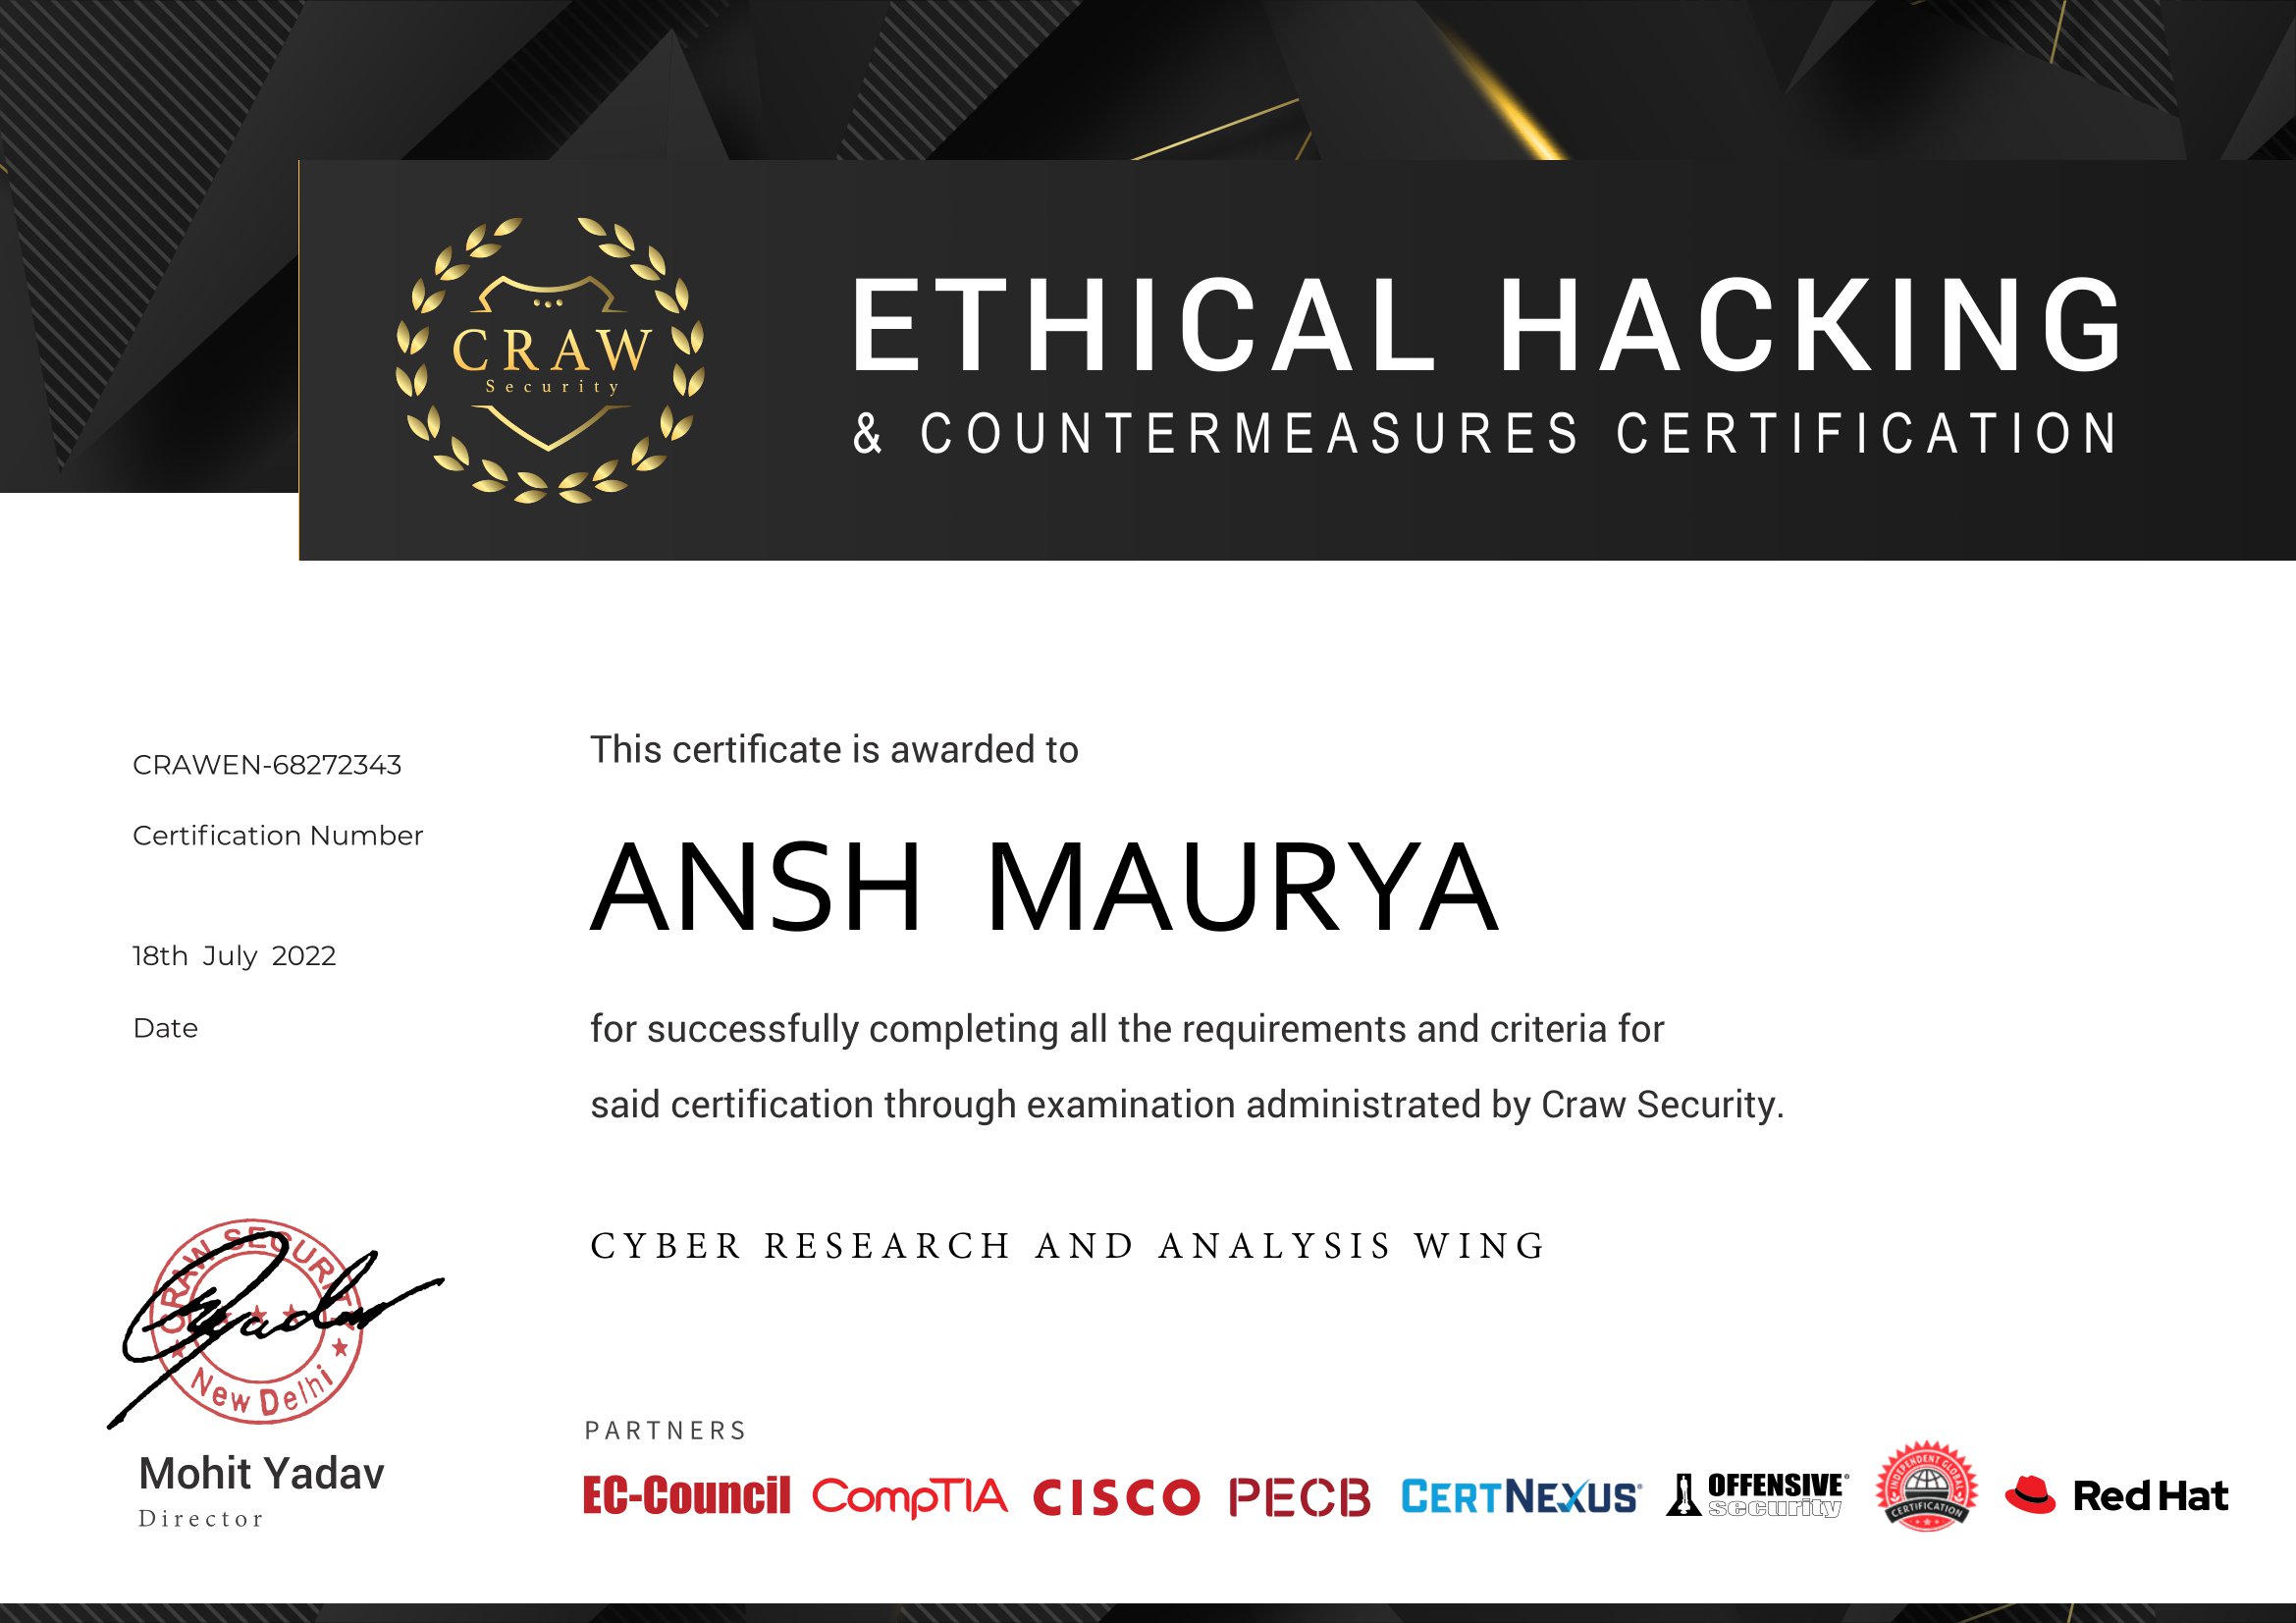 CRAW
Security
ETHICAL HACKING
& COUNTERMEASURES CERTIFICATION
CRAWEN-68272343
Certification Number
18th July 2022
Date
This certificate is awarded to
ANSH MAURYA
for successfully completing all the requirements and criteria for
said certification through examination administrated by Craw Security.
CYBER RESEARCH AND ANALYSIS WING
CRAW SECURITY
New Delhi
Mohit Yadav
Director
PARTNERS
EC-Council CompTIA CISCO PECB CERTNEXUS® OFFENSIVE® security INDEPENDENT GLOBAL CERTIFICATION Red Hat